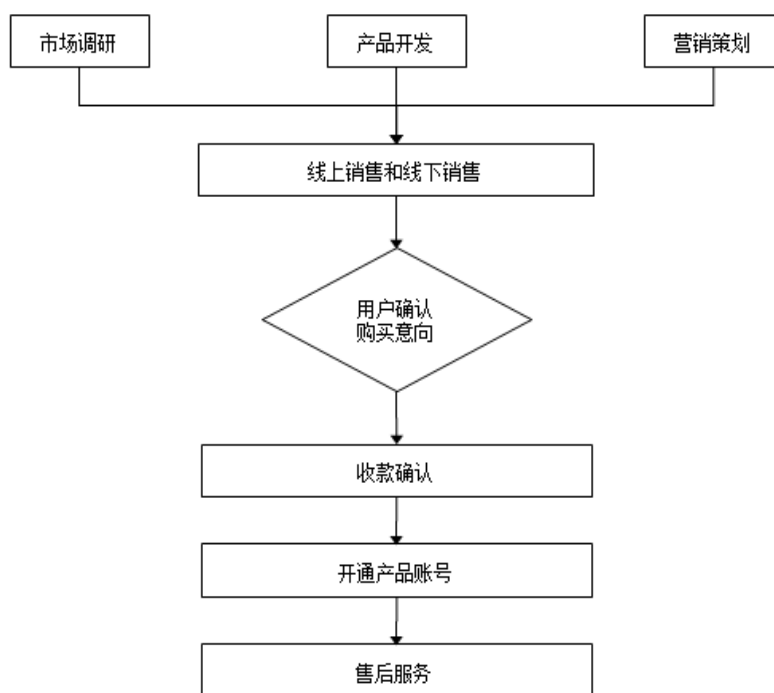 市场调研
产品开发
营销策划
线上销售和线下销售
用户确认
购买意向
收款确认
开通产品账号
售后服务